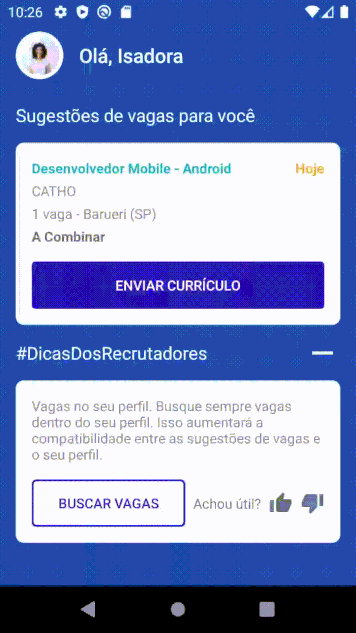 10:26
Olá, Isadora
Sugestões de vagas para você
Desenvolvedor Mobile - Android Hoje
CATHO
1 vaga - Barueri (SP)
A Combinar
ENVIAR CURRÍCULO
#DicasDosRecrutadores
Vagas no seu perfil. Busque sempre vagas
dentro do seu perfil. Isso aumentará a
compatibilidade entre as sugestões de vagas e
o seu perfil.
BUSCAR VAGAS Achou útil?